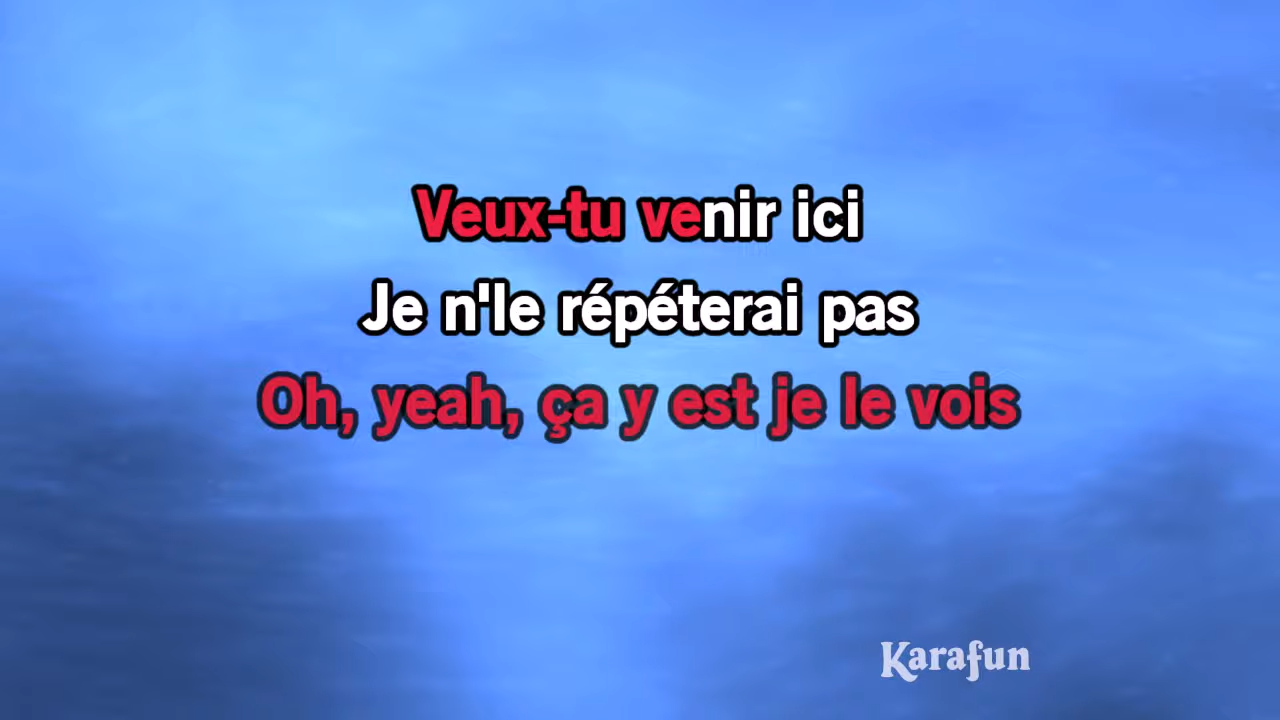 Veux-tu venir ici
Je n'le répéterai pas
Oh, yeah, ça y est je le vois
Karafun